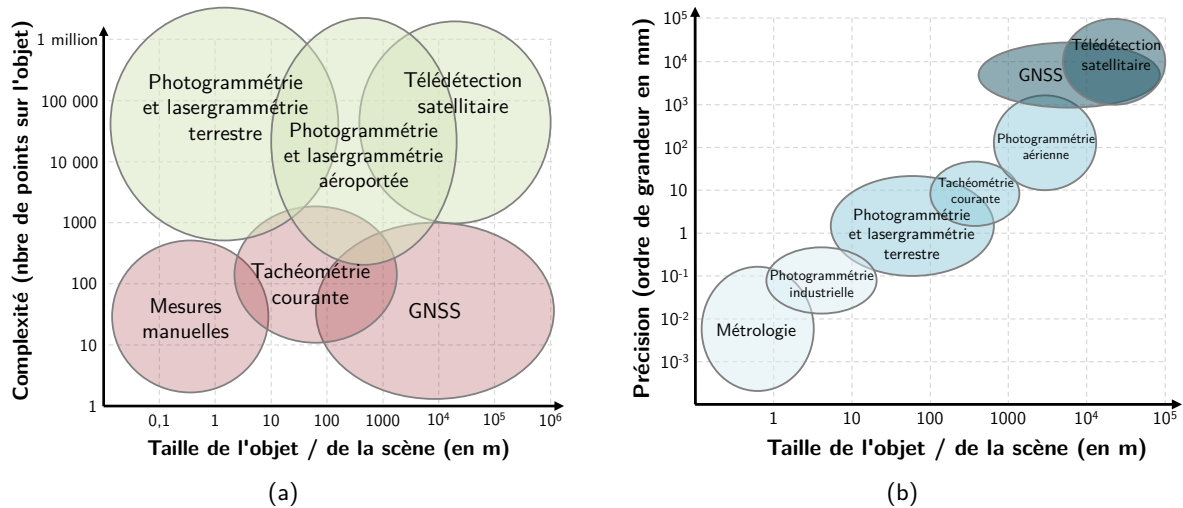 Complexité (nbre de points sur l'objet)
1 million
100 000
10 000
1000
100
10
1
Photogrammétrie
et lasergrammétrie
terrestre
Photogrammétrie
et lasergrammétrie
aéroportée
Télédétection
satellitaire
Mesures
manuelles
Tachéométrie
courante
GNSS
0,1 1 10 100 1000 10⁴ 10⁵ 10⁶
Taille de l'objet / de la scène (en m)
(a)
Précision (ordre de grandeur en mm)
10⁵
10⁴
10³
10²
10
1
10⁻¹
10⁻²
10⁻³
Télédétection
satellitaire
GNSS
Photogrammétrie
aérienne
Tachéométrie
courante
Photogrammétrie
et lasergrammétrie
terrestre
Photogrammétrie
industrielle
Métrologie
1 10 100 1000 10⁴ 10⁵
Taille de l'objet / de la scène (en m)
(b)